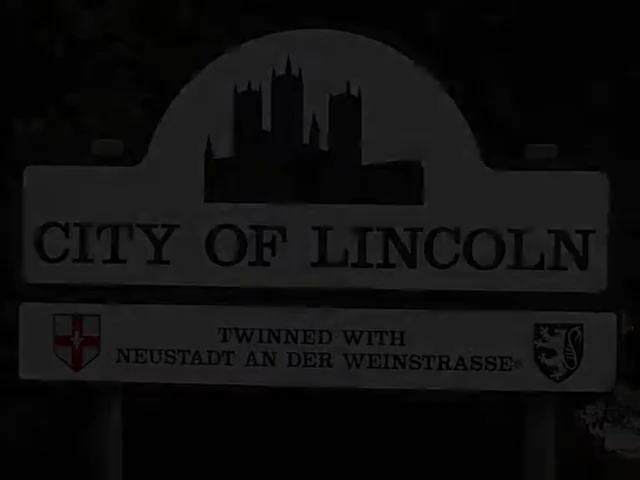 CITY OF LINCOLN
TWINNED WITH
NEUSTADT AN DER WEINSTRASSE